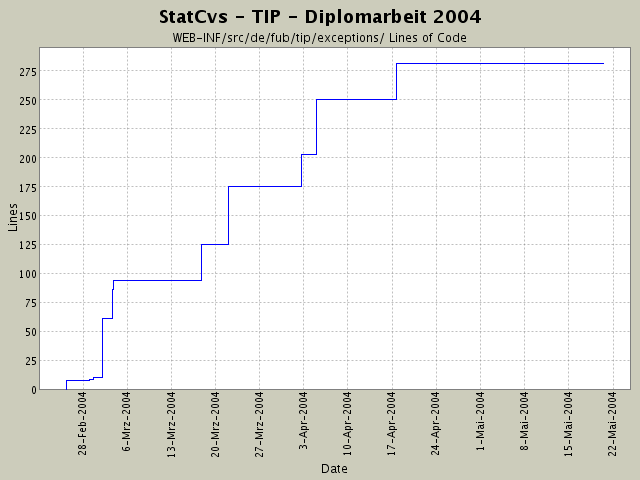 StatCvs - TIP - Diplomarbeit 2004
WEB-INF/src/de/fub/tip/exceptions/ Lines of Code
Lines
275
250
225
200
175
150
125
100
75
50
25
0
28-Feb-2004
6-Mrz-2004
13-Mrz-2004
20-Mrz-2004
27-Mrz-2004
3-Apr-2004
10-Apr-2004
17-Apr-2004
24-Apr-2004
1-Mai-2004
8-Mai-2004
15-Mai-2004
22-Mai-2004
Date